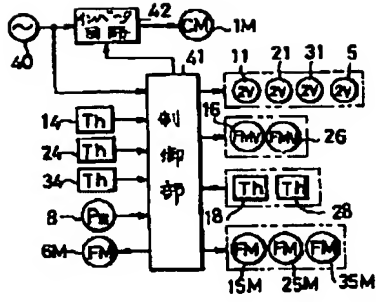 インバータ
回路
42
CM
1M
40
41
制
御
部
11 21 31 5
2V 2V 2V 2V
16
FMV FMV
26
14 Th
24 Th
34 Th
Th Th
18 28
8
6M FM
FM FM FM
15M 25M 35M